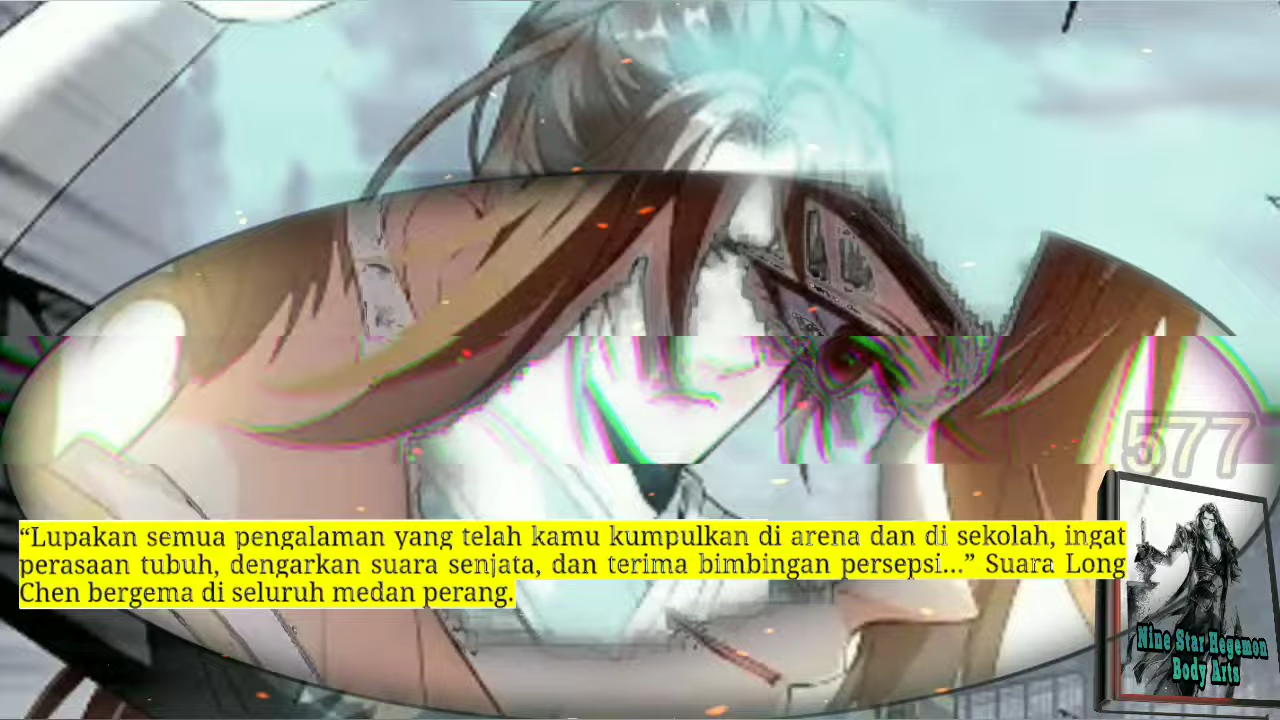 577
“Lupakan semua pengalaman yang telah kamu kumpulkan di arena dan di sekolah, ingat
perasaan tubuh, dengarkan suara senjata, dan terima bimbingan persepsi...” Suara Long
Chen bergema di seluruh medan perang.
Nine Star Hegemon
Body Arts